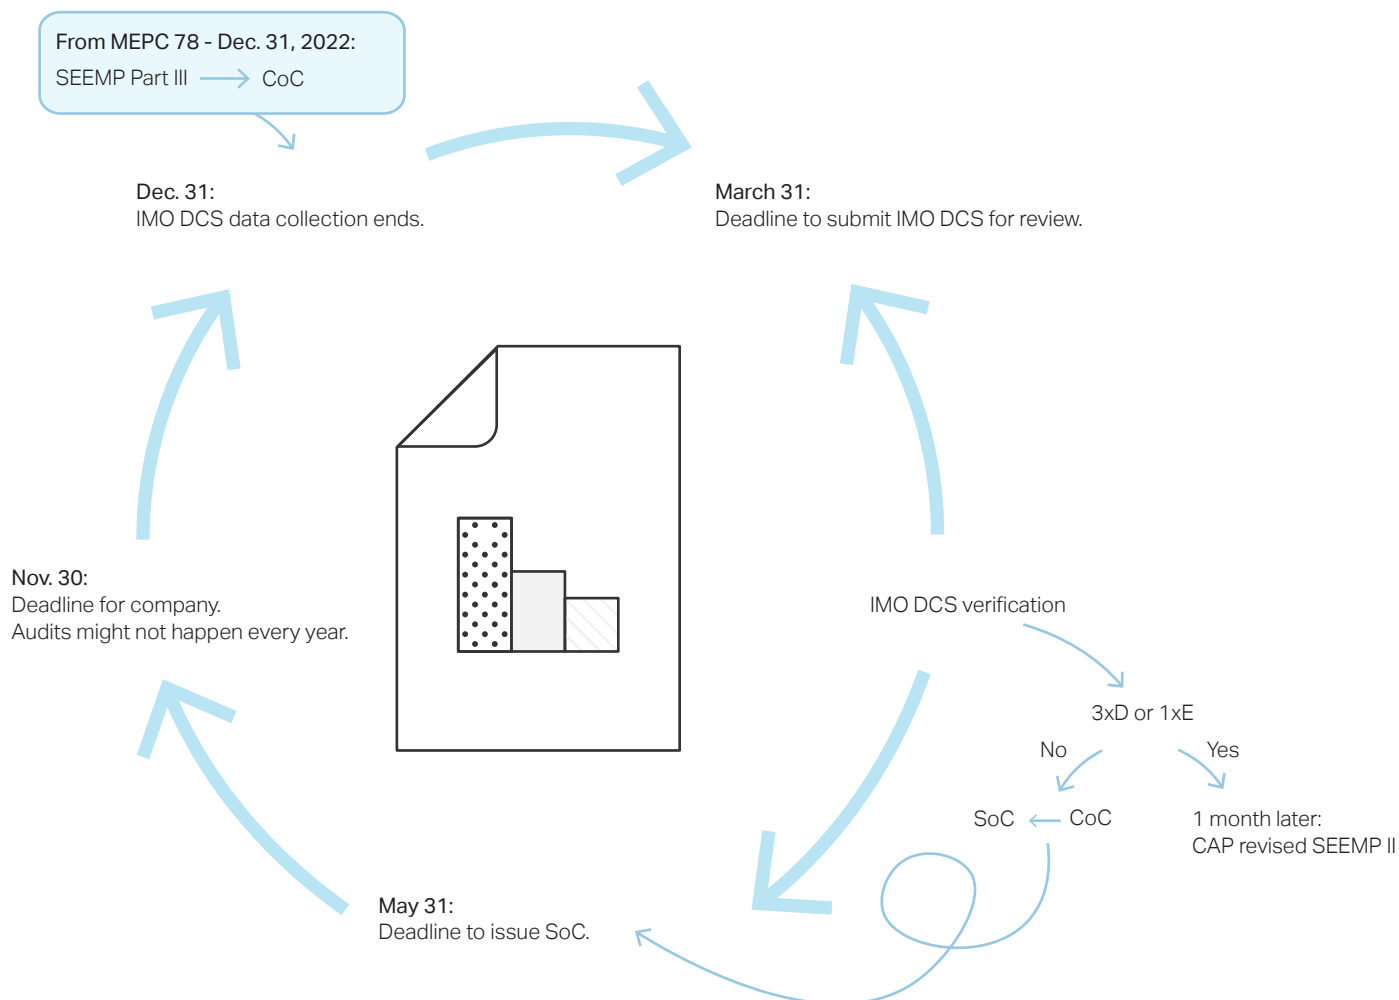 From MEPC 78 - Dec. 31, 2022:
SEEMP Part III CoC
Dec. 31:
IMO DCS data collection ends.
March 31:
Deadline to submit IMO DCS for review.
Nov. 30:
Deadline for company.
Audits might not happen every year.
IMO DCS verification
3xD or 1xE
No
Yes
SoC CoC
1 month later:
CAP revised SEEMP II
May 31:
Deadline to issue SoC.